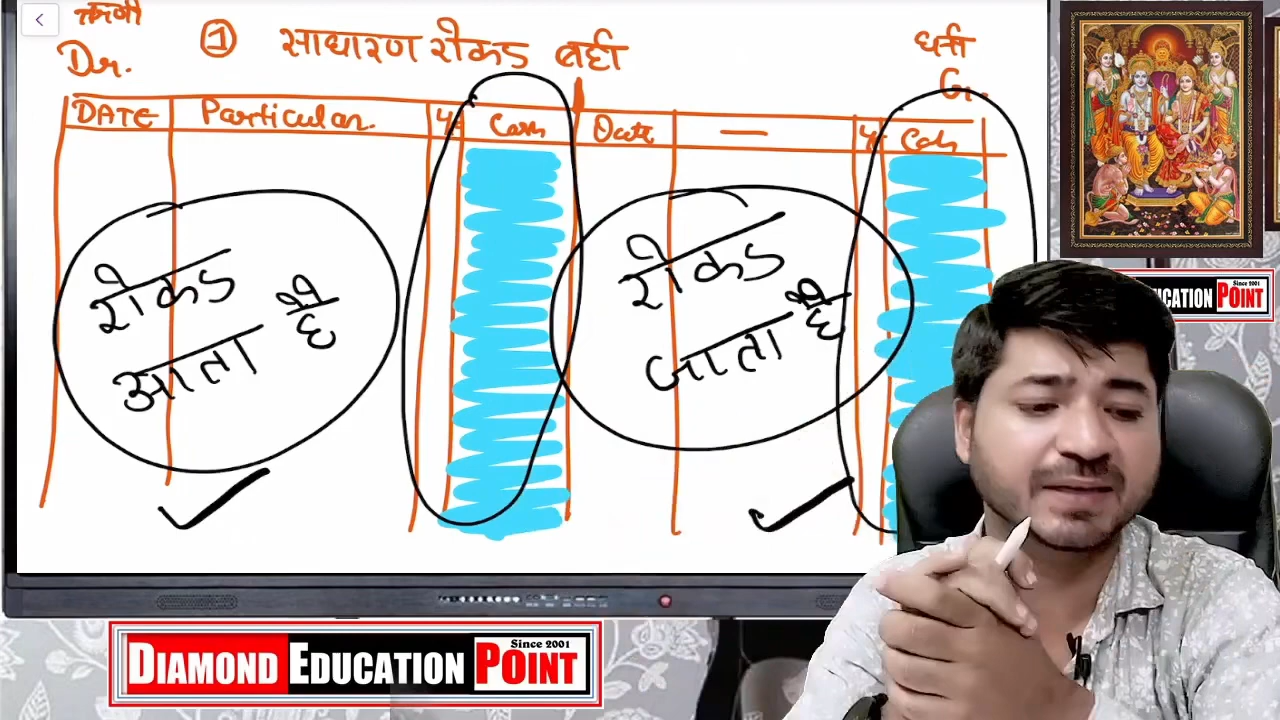 ऋणी
Dr.
① साधारण रोकड बही
धनी
Cr.
DATE Particular. Cash Date — Cash
रोकड
आता है
रोकड
जाता है
CATION POINT
Since 2001
DIAMOND EDUCATION POINT
Since 2001